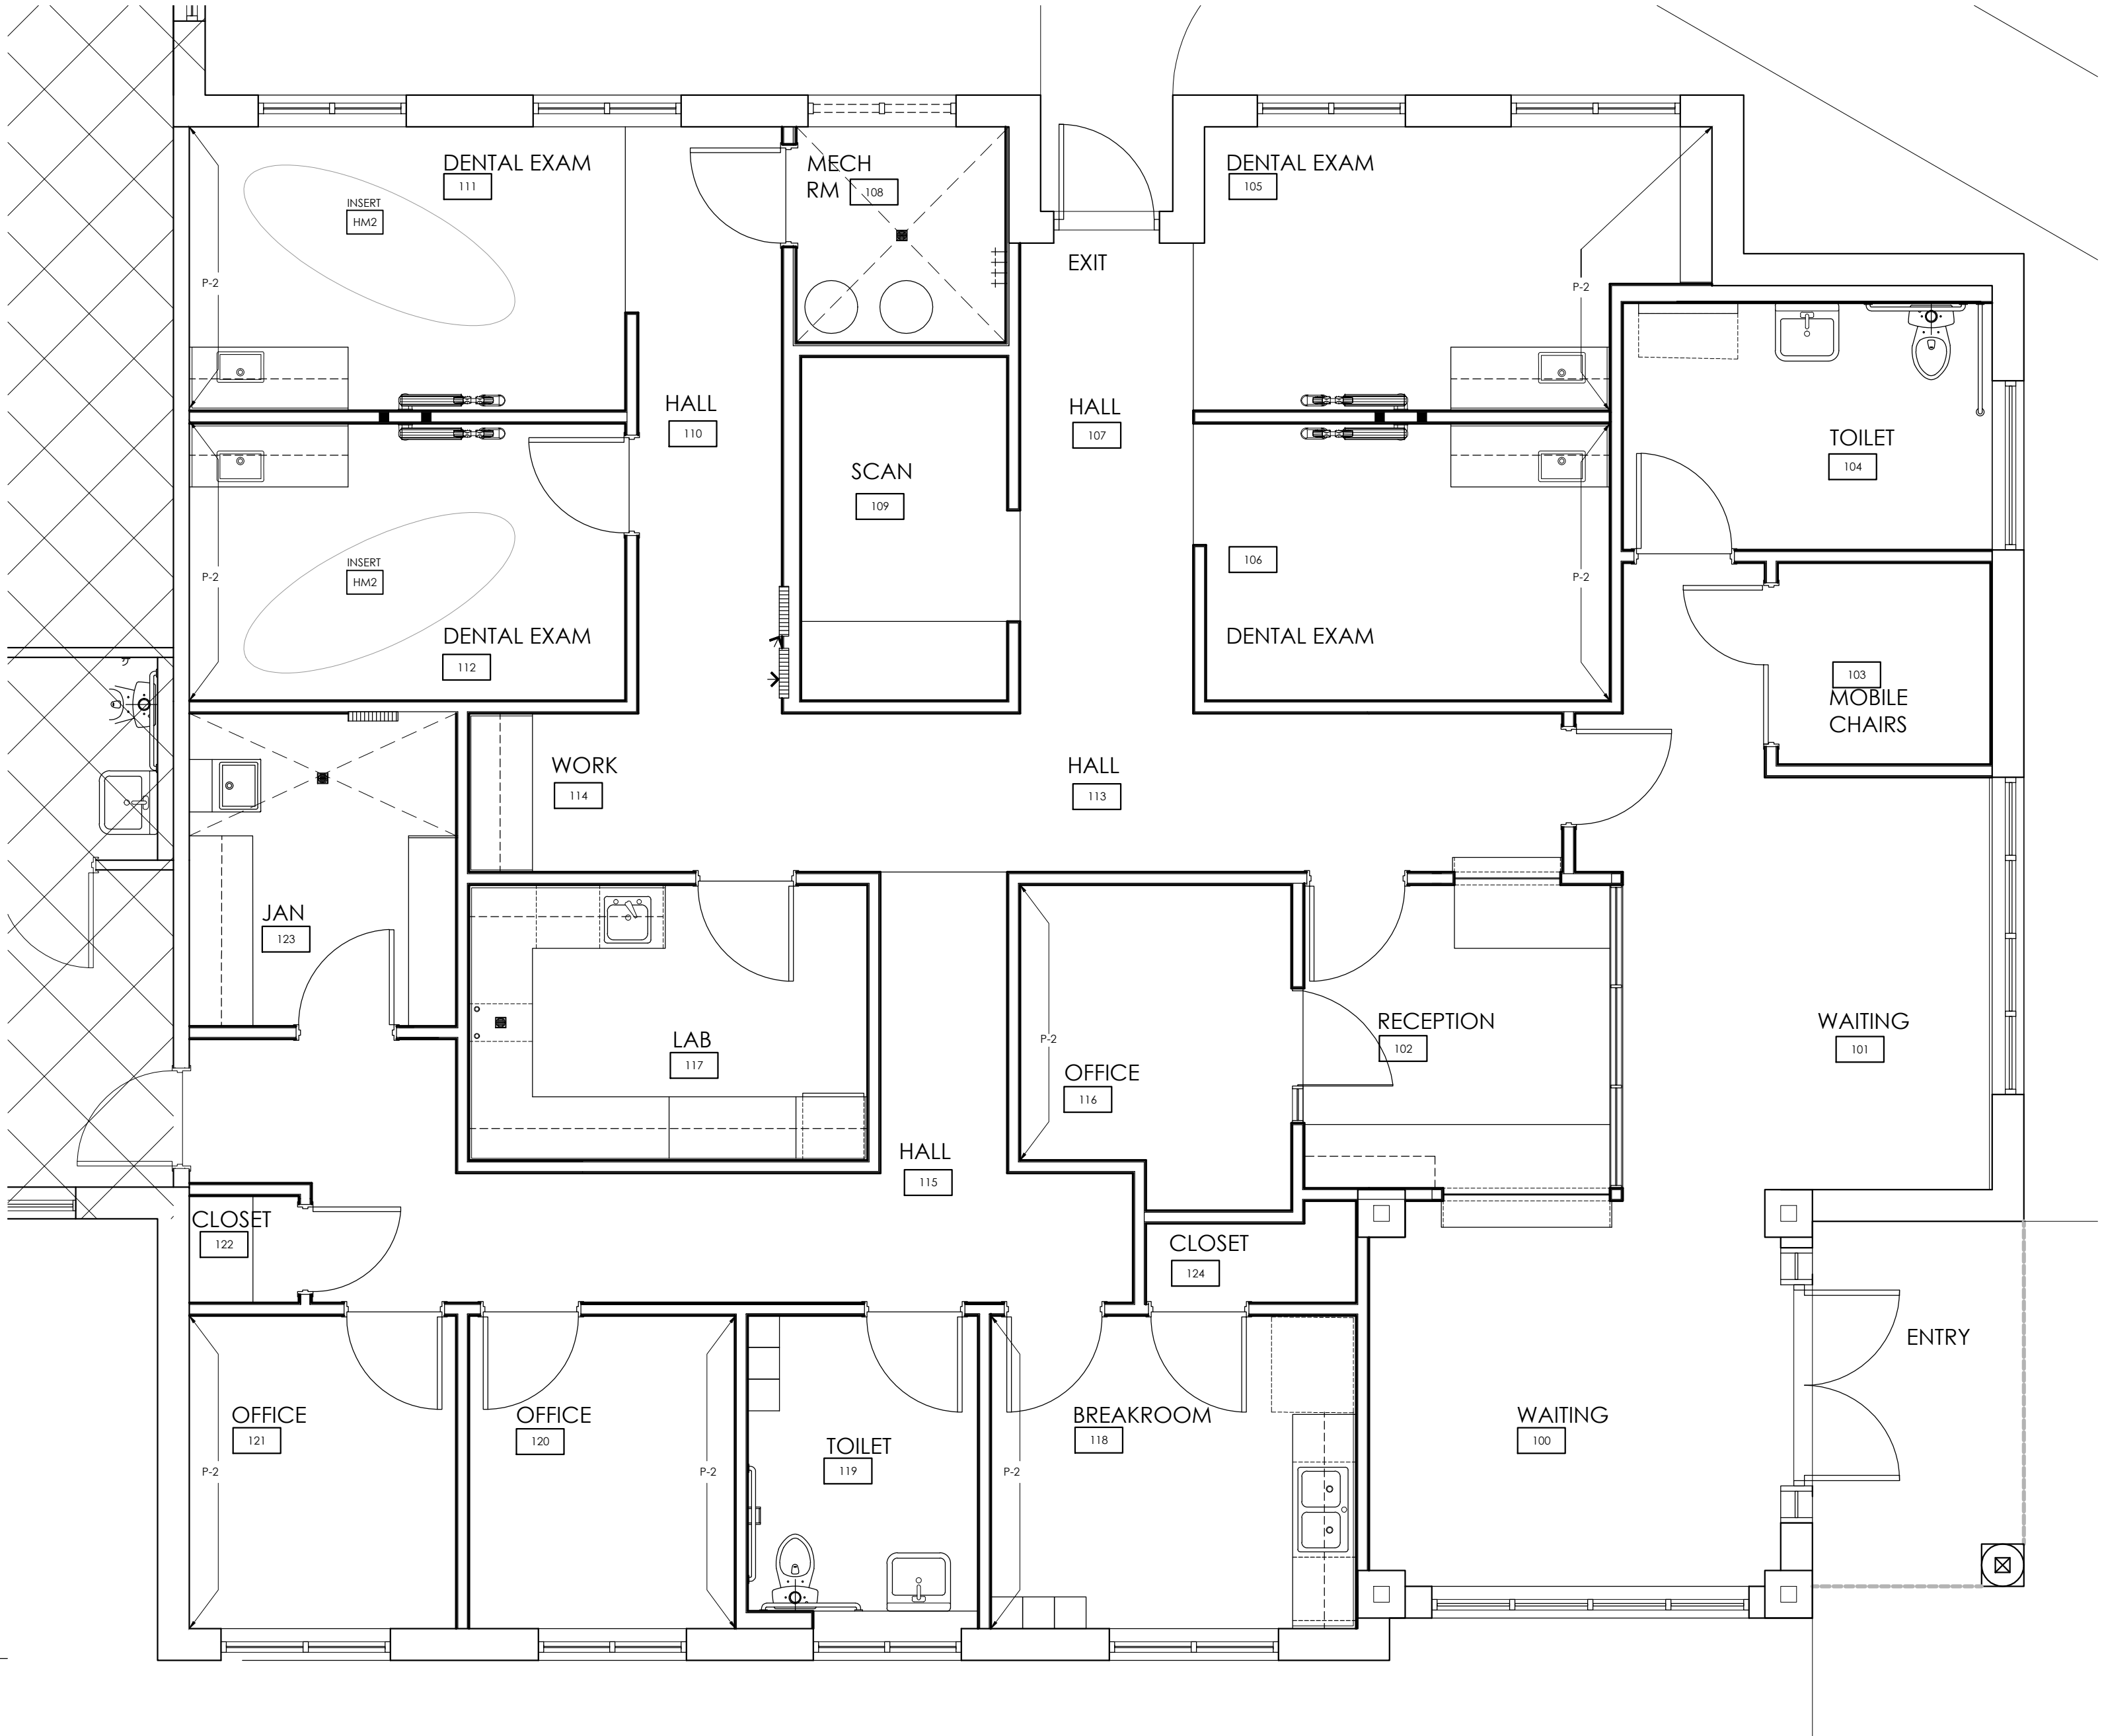 DENTAL EXAM
111
INSERT
HM2
P-2
MECH
RM
108
DENTAL EXAM
105
EXIT
P-2
HALL
110
HALL
107
SCAN
109
TOILET
104
INSERT
HM2
P-2
DENTAL EXAM
112
106
DENTAL EXAM
P-2
103
MOBILE
CHAIRS
WORK
114
HALL
113
JAN
123
LAB
117
P-2
OFFICE
116
RECEPTION
102
WAITING
101
HALL
115
CLOSET
122
CLOSET
124
ENTRY
OFFICE
121
P-2
OFFICE
120
P-2
TOILET
119
BREAKROOM
118
P-2
WAITING
100